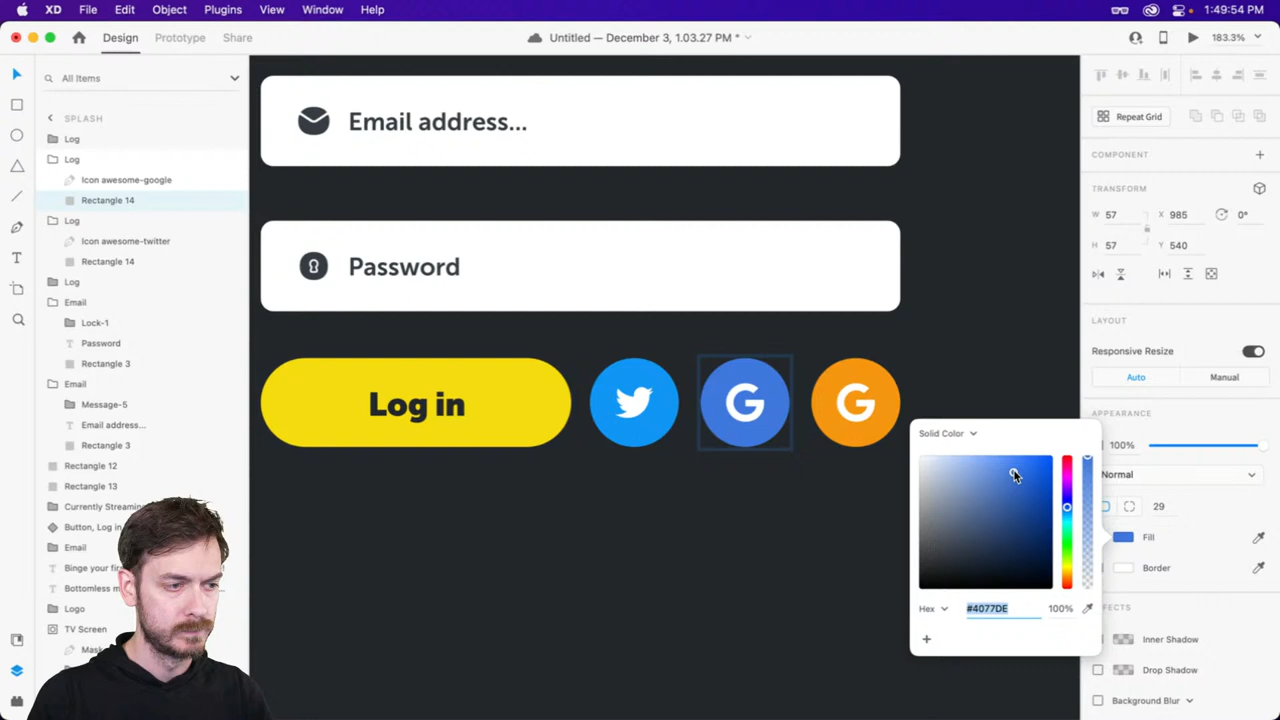 XD File Edit Object Plugins View Window Help 1:49:54 PM
Design Prototype Share Untitled — December 3, 1.03.27 PM * 183.3%
All Items
SPLASH
Log
Log
Icon awesome-google
Rectangle 14
Log
Icon awesome-twitter
Rectangle 14
Log
Email
Lock-1
Password
Rectangle 3
Email
Message-5
Email address...
Rectangle 3
Rectangle 12
Rectangle 13
Currently Streaming
Button, Log in
Email
Binge your fi
Bottomless m
Logo
TV Screen
Mask
Email address...
Password
Log in
G
G
Repeat Grid
COMPONENT
TRANSFORM
W 57 X 985 0°
H 57 Y 540
LAYOUT
Responsive Resize
Auto Manual
APPEARANCE
100%
Normal
29
Fill
Border
Inner Shadow
Drop Shadow
Background Blur
Solid Color
Hex #4077DE 100%